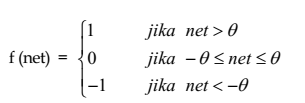 1 jika net > θ
f (net) = 0 jika − θ ≤ net ≤ θ
−1 jika net < −θ